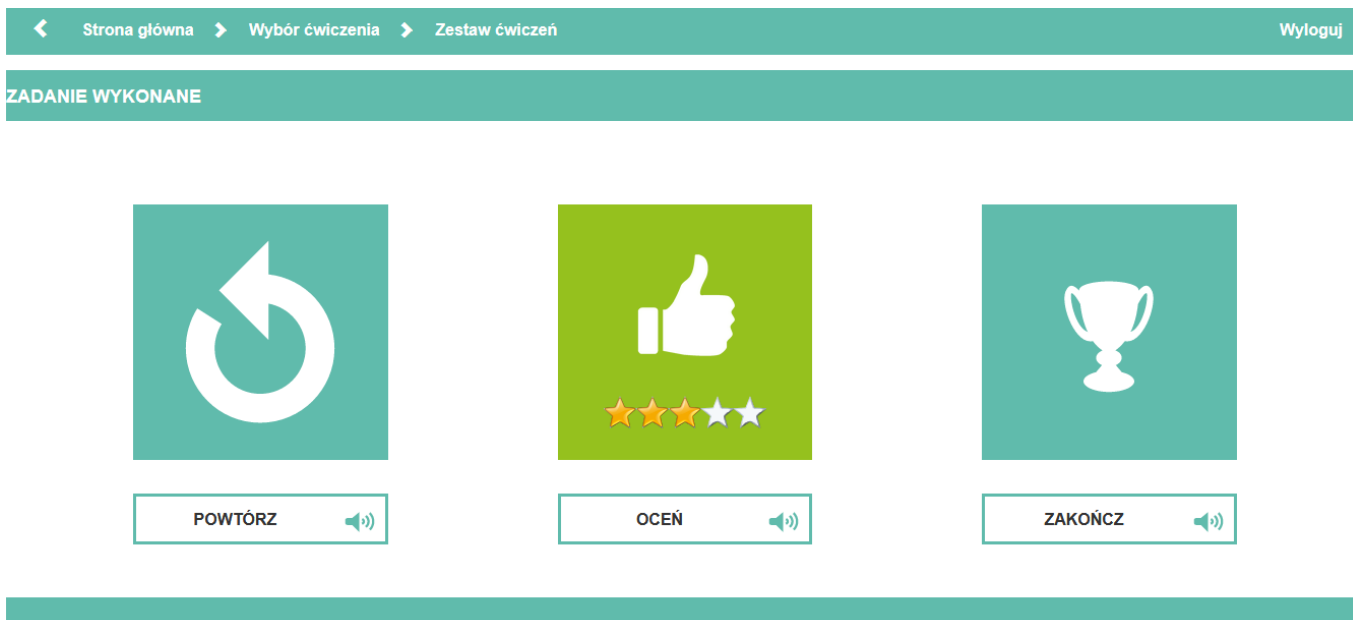 Strona główna Wybór ćwiczenia Zestaw ćwiczeń Wyloguj
ZADANIE WYKONANE
POWTÓRZ OCEŃ ZAKOŃCZ